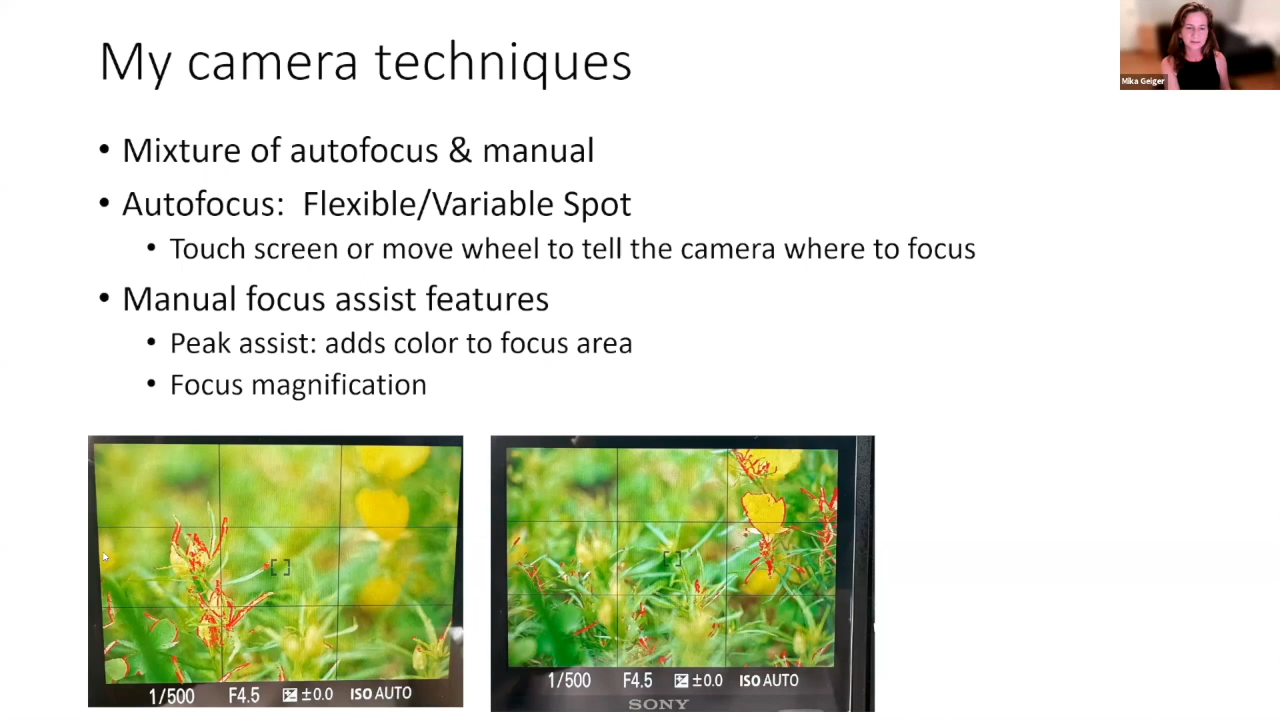 My camera techniques
Mika Geiger
• Mixture of autofocus & manual
• Autofocus: Flexible/Variable Spot
• Touch screen or move wheel to tell the camera where to focus
• Manual focus assist features
• Peak assist: adds color to focus area
• Focus magnification
1/500 F4.5 ±0.0 ISO AUTO
1/500 F4.5 ±0.0 ISO AUTO
SONY